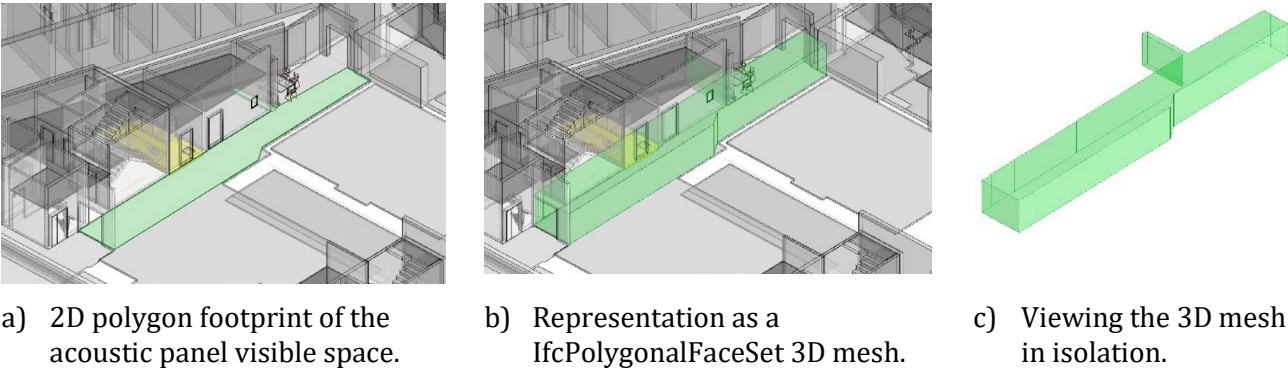 a) 2D polygon footprint of the
acoustic panel visible space.
b) Representation as a
IfcPolygonalFaceSet 3D mesh.
c) Viewing the 3D mesh
in isolation.